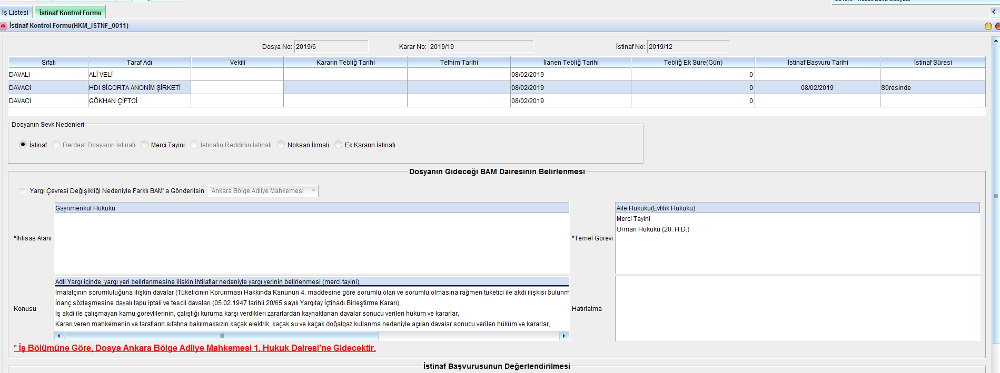 2019/6 - Hukuk Dava Dosyası
İş Listesi
İstinaf Kontrol Formu
İstinaf Kontrol Formu(HKM_ISTNF_0011)
Dosya No: 2019/6 Karar No: 2019/19 İstinaf No: 2019/12
Sıfatı Taraf Adı Vekili Kararın Tebliğ Tarihi Tefhim Tarihi İlanen Tebliğ Tarihi Tebliğ Ek Süre(Gün) İstinaf Başvuru Tarihi İstinaf Süresi
DAVALI ALİ VELİ 08/02/2019 0
DAVACI HDI SİGORTA ANONİM ŞİRKETİ 08/02/2019 0 08/02/2019 Süresinde
DAVACI GÖKHAN ÇİFTCİ 08/02/2019 0
Dosyanın Sevk Nedenleri
İstinaf Derdest Dosyanın İstinafı Merci Tayini İstinafın Reddinin İstinafı Noksan İkmali Ek Kararın İstinafı
Dosyanın Gideceği BAM Dairesinin Belirlenmesi
Yargı Çevresi Değişikliği Nedeniyle Farklı BAM' a Gönderilsin Ankara Bölge Adliye Mahkemesi
*İhtisas Alanı
Gayrimenkul Hukuku
*Temel Görevi
Aile Hukuku(Evlilik Hukuku)
Merci Tayini
Orman Hukuku (20. H.D.)
Konusu
Adli Yargı içinde, yargı yeri belirlenmesine ilişkin ihtilaflar nedeniyle yargı yerinin belirlenmesi (merci tayini),
İmalatçının sorumluluğuna ilişkin davalar (Tüketicinin Korunması Hakkında Kanunun 4. maddesine göre sorumlu olan ve sorumlu olmasına rağmen tüketici ile akdi ilişkisi bulunm
İnanç sözleşmesine dayalı tapu iptali ve tescil davaları (05.02.1947 tarihli 20/65 sayılı Yargıtay İçtihadı Birleştirme Kararı),
İş akdi ile çalışmayan kamu görevlilerinin, çalıştığı kuruma karşı verdikleri zararlardan kaynaklanan davalar sonucu verilen hüküm ve kararlar,
Kararı veren mahkemenin ve tarafların sıfatına bakılmaksızın kaçak elektrik, kaçak su ve kaçak doğalgaz kullanma nedeniyle açılan davalar sonucu verilen hüküm ve kararlar,
Hatırlatma
* İş Bölümüne Göre, Dosya Ankara Bölge Adliye Mahkemesi 1. Hukuk Dairesi'ne Gidecektir.
İstinaf Başvurusunun Değerlendirilmesi